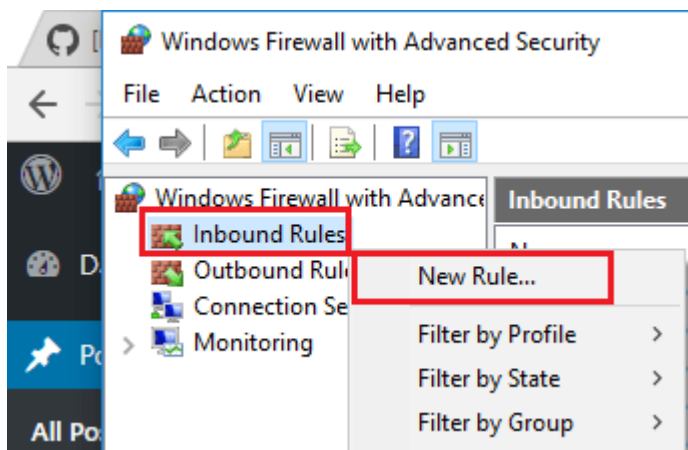 Windows Firewall with Advanced Security
File Action View Help
Windows Firewall with Advance
Inbound Rules
Inbound Rules
Outbound Rul
New Rule...
Connection Se
Monitoring
Filter by Profile
Filter by State
Filter by Group
All Po